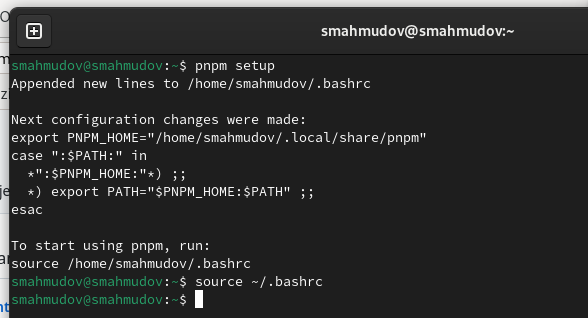 smahmudov@smahmudov:~
smahmudov@smahmudov:~$ pnpm setup
Appended new lines to /home/smahmudov/.bashrc
Next configuration changes were made:
export PNPM_HOME="/home/smahmudov/.local/share/pnpm"
case ":$PATH:" in
  *":$PNPM_HOME:"*) ;;
  *) export PATH="$PNPM_HOME:$PATH" ;;
esac
To start using pnpm, run:
source /home/smahmudov/.bashrc
smahmudov@smahmudov:~$ source ~/.bashrc
smahmudov@smahmudov:~$